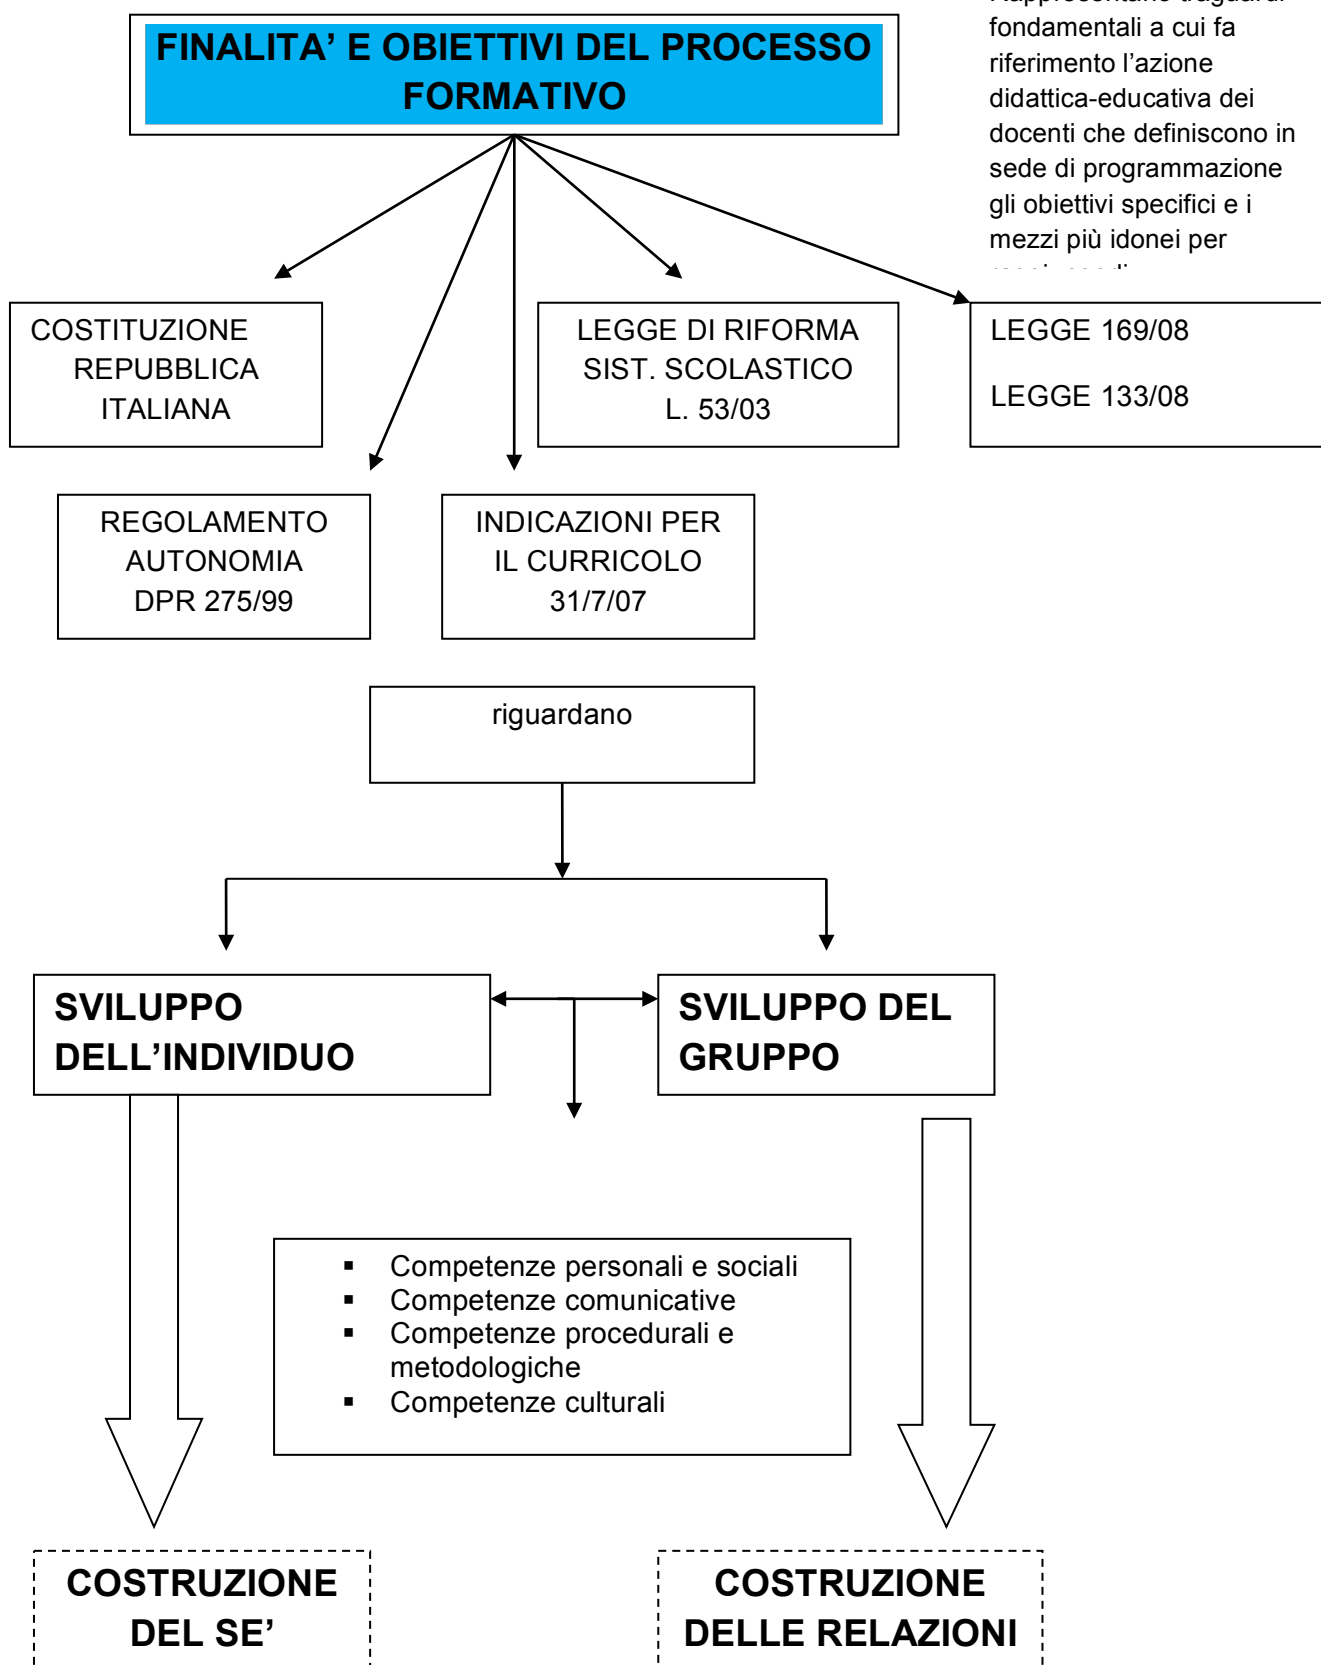 FINALITA’ E OBIETTIVI DEL PROCESSO
FORMATIVO
fondamentali a cui fa
riferimento l’azione
didattica-educativa dei
docenti che definiscono in
sede di programmazione
gli obiettivi specifici e i
mezzi più idonei per
COSTITUZIONE
REPUBBLICA
ITALIANA
LEGGE DI RIFORMA
SIST. SCOLASTICO
L. 53/03
LEGGE 169/08
LEGGE 133/08
REGOLAMENTO
AUTONOMIA
DPR 275/99
INDICAZIONI PER
IL CURRICOLO
31/7/07
riguardano
SVILUPPO
DELL’INDIVIDUO
SVILUPPO DEL
GRUPPO
▪ Competenze personali e sociali
▪ Competenze comunicative
▪ Competenze procedurali e
metodologiche
▪ Competenze culturali
COSTRUZIONE
DEL SE’
COSTRUZIONE
DELLE RELAZIONI